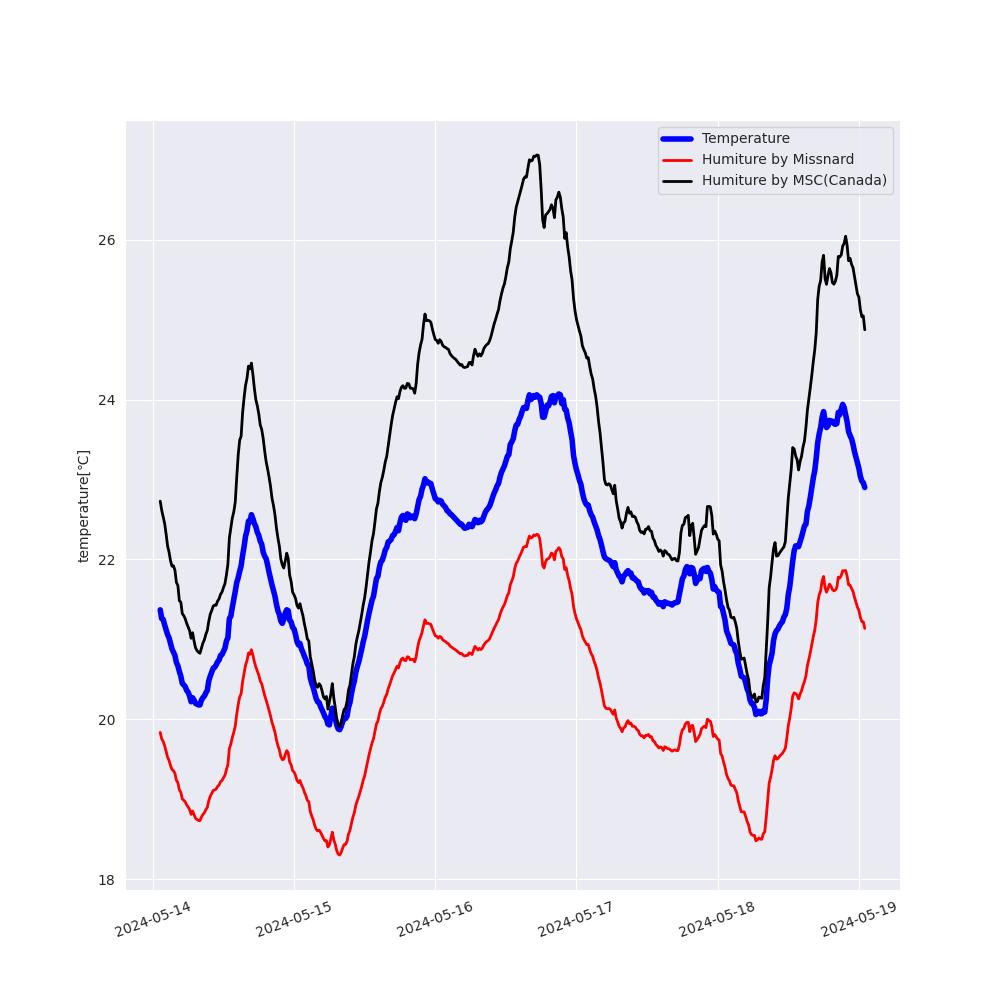 Temperature
Humiture by Missnard
Humiture by MSC(Canada)
26
24
22
20
18
temperature[℃]
2024-05-14
2024-05-15
2024-05-16
2024-05-17
2024-05-18
2024-05-19